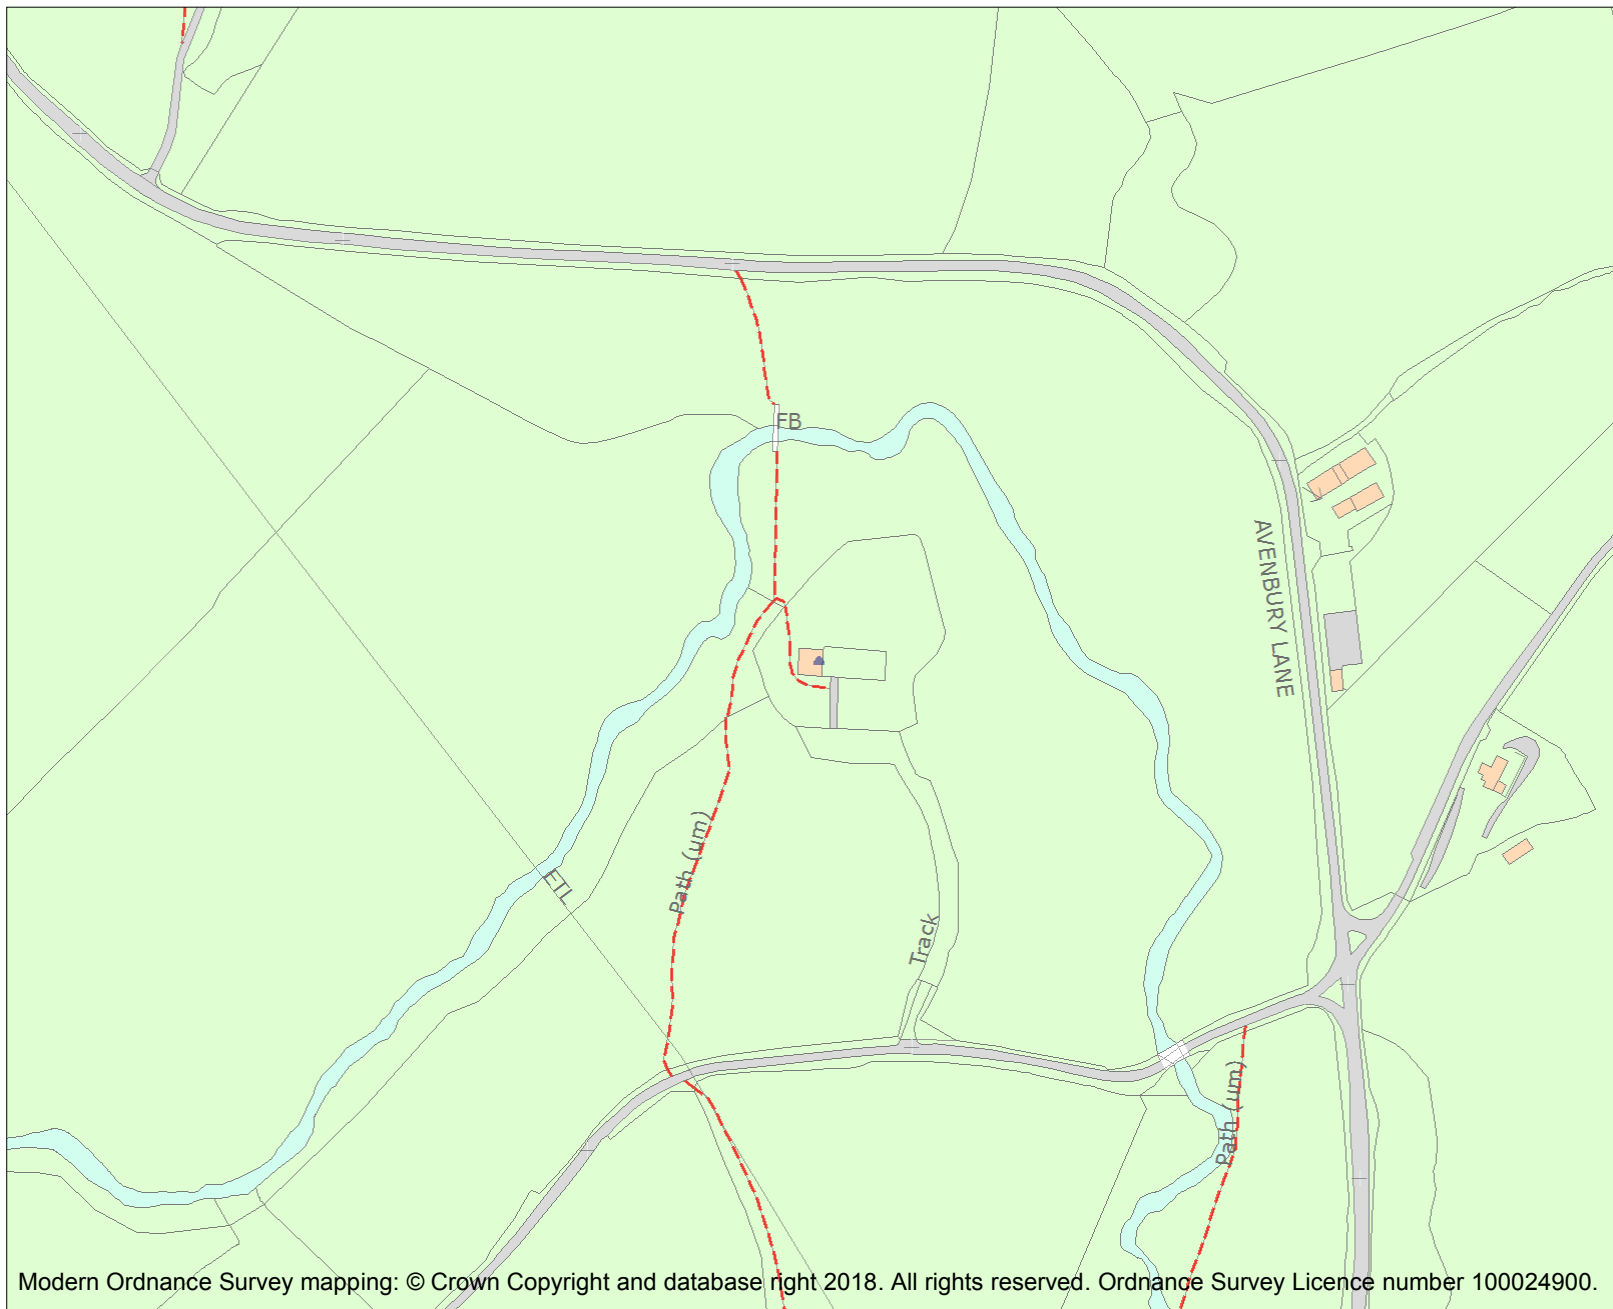 FB
AVENBURY LANE
Path (um)
ETL
Track
Path (um)
Modern Ordnance Survey mapping: © Crown Copyright and database right 2018. All rights reserved. Ordnance Survey Licence number 100024900.